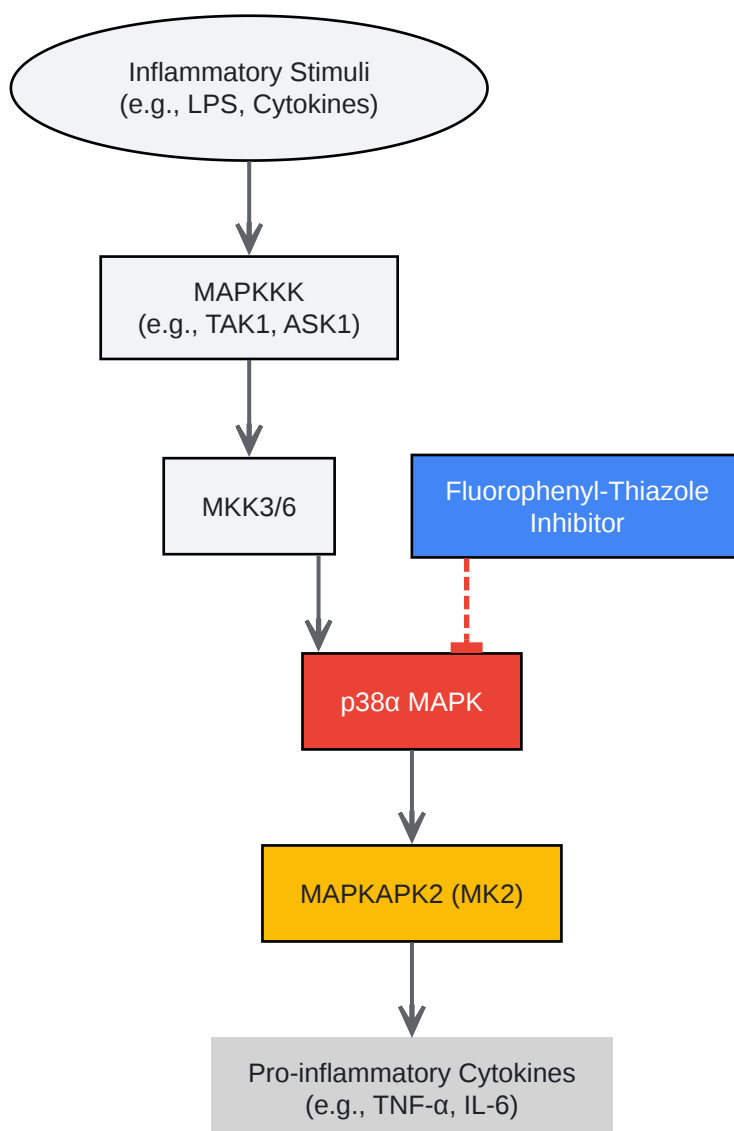 Inflammatory Stimuli
(e.g., LPS, Cytokines)
MAPKKK
(e.g., TAK1, ASK1)
MKK3/6
Fluorophenyl-Thiazole
Inhibitor
p38α MAPK
MAPKAPK2 (MK2)
Pro-inflammatory Cytokines
(e.g., TNF-α, IL-6)